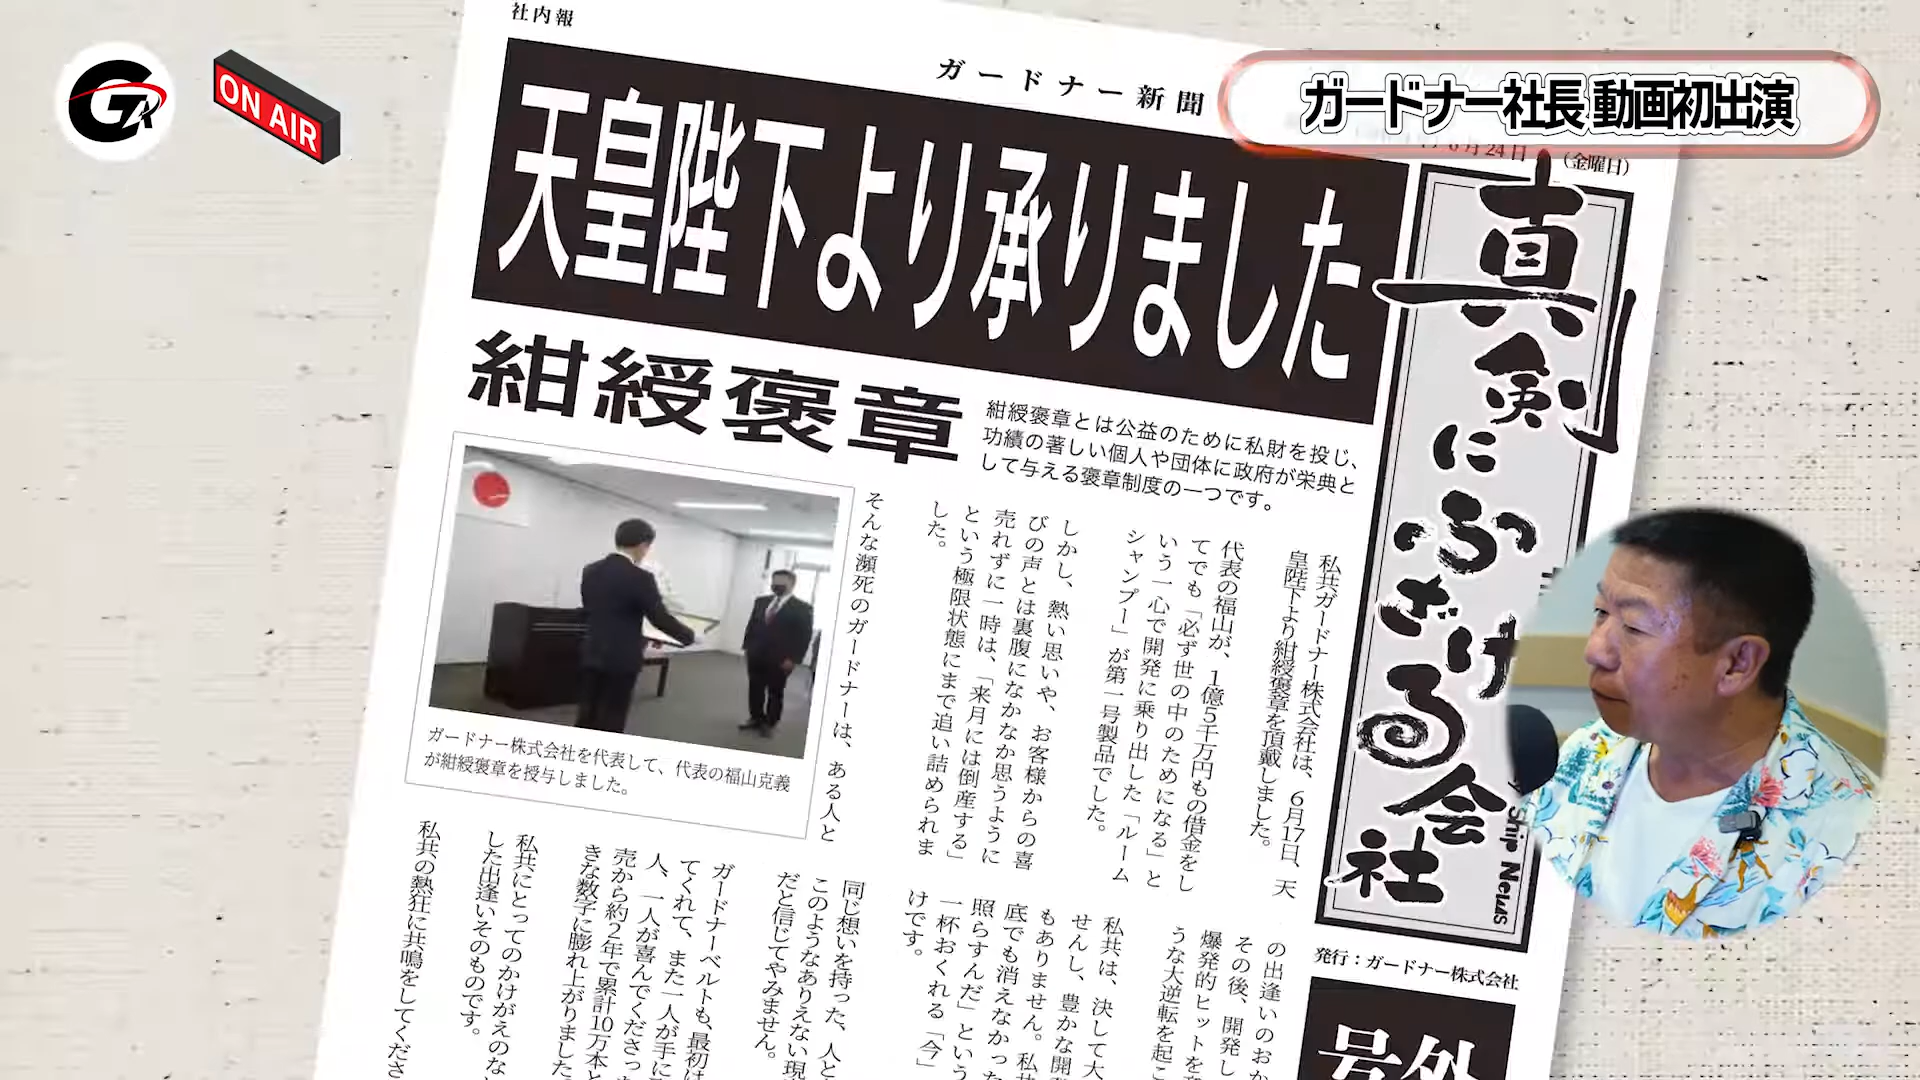 社内報
ガードナー新聞
ON AIR
ガードナー社長 動画初出演
6月24日
(金曜日)
天皇陛下より承りました
真剣にふざける会社
紺綬褒章
紺綬褒章とは公益のために私財を投じ、
功績の著しい個人や団体に政府が栄典と
して与える褒章制度の一つです。
私共ガードナー株式会社は、6月17日、天
皇陛下より紺綬褒章を頂戴しました。
代表の福山が、1億5千万円もの借金をし
てでも「必ず世の中のためになる」と
いう一心で開発に乗り出した「ルーム
シャンプー」が第一号製品でした。
しかし、熱い思いや、お客様からの喜
びの声とは裏腹になかなか思うように
売れずに一時は、「来月には倒産する」
という極限状態にまで追い詰められま
した。
そんな瀕死のガードナーは、ある人と
ガードナー株式会社を代表して、代表の福山克義
が紺綬褒章を授与しました。
の出逢いのおか
その後、開発し
爆発的ヒットを
うな大逆転を起こ
私共は、決して大
せんし、豊かな開
もありません。私
底でも消えなかった
照らすんだ」という
一杯おくれる「今」
けです。
同じ想いを持った、人と
このようなありえない現
だと信じてやみません。
ガードナーベルトも、最初は
てくれて、また一人が手に
人、一人が喜んでくださった
売から約2年で累計10万本と
きな数字に膨れ上がりました
私共にとってのかけがえのな
した出逢いそのものです。
私共の熱狂に共鳴をしてくださ
Ship News
発行:ガードナー株式会社
号外